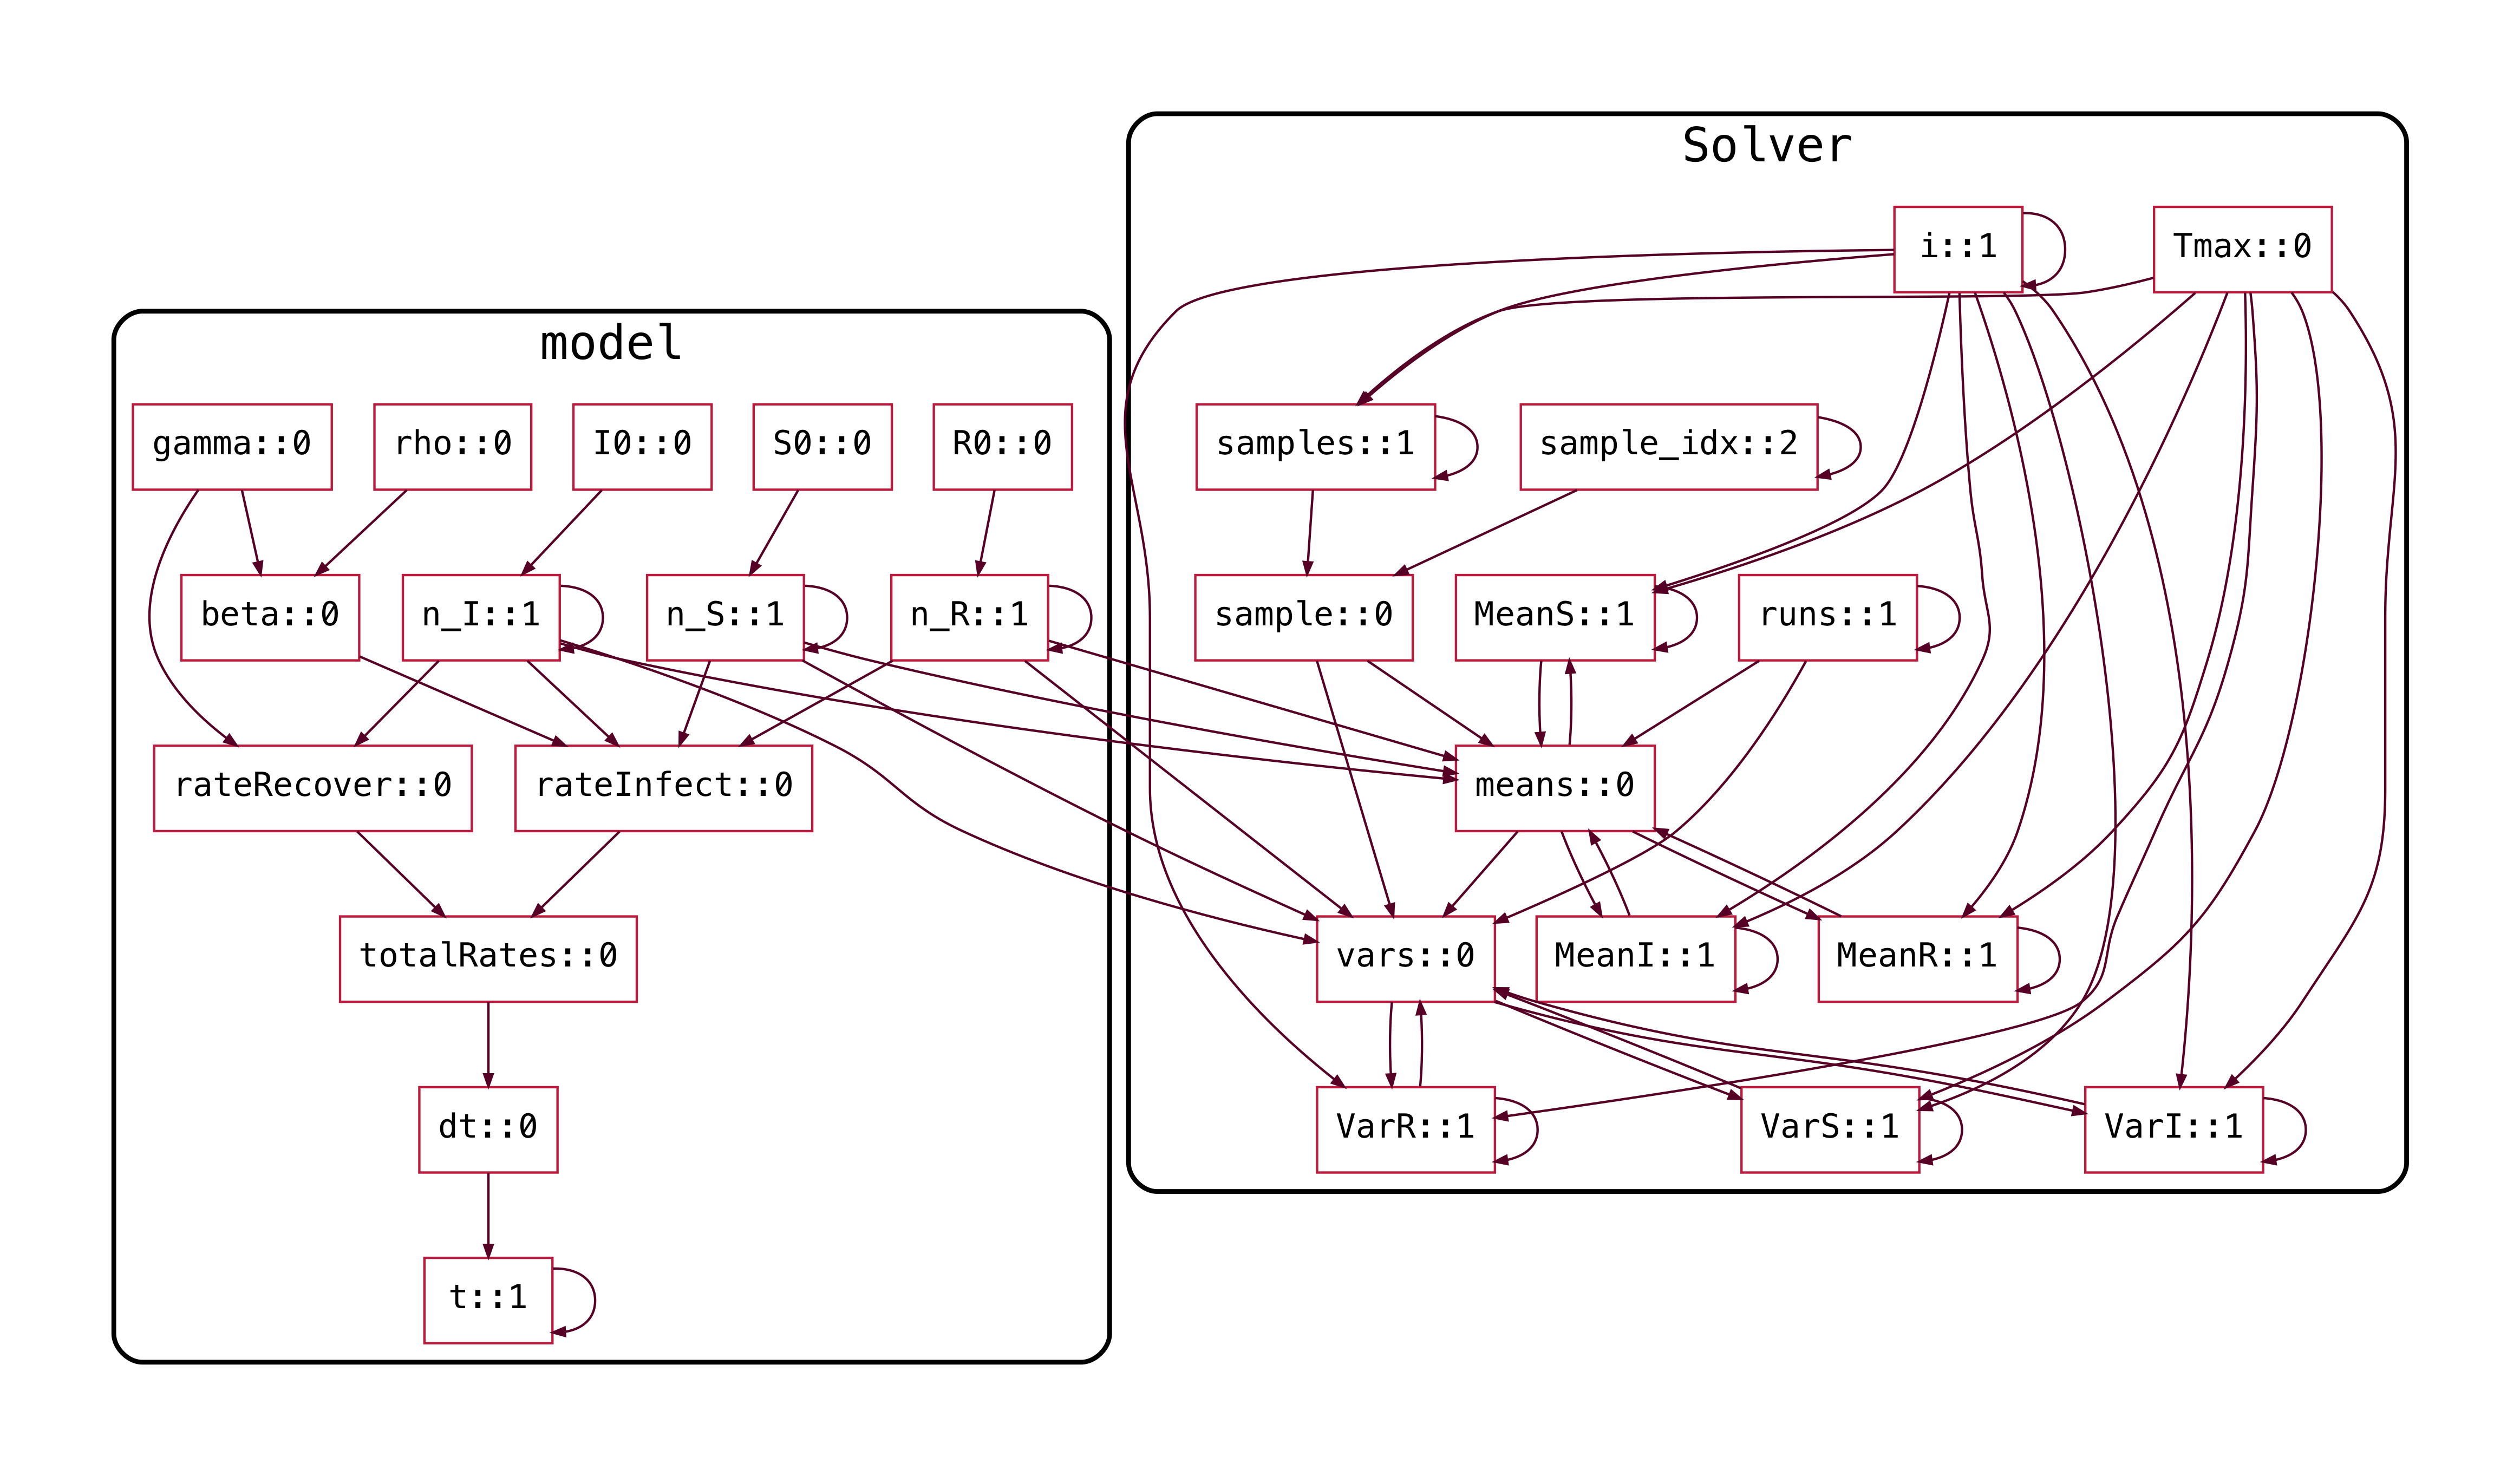 Solver
i::1
Tmax::0
model
gamma::0
rho::0
I0::0
S0::0
R0::0
samples::1
sample_idx::2
beta::0
n_I::1
n_S::1
n_R::1
sample::0
MeanS::1
runs::1
rateRecover::0
rateInfect::0
means::0
totalRates::0
vars::0
MeanI::1
MeanR::1
dt::0
VarR::1
VarS::1
VarI::1
t::1